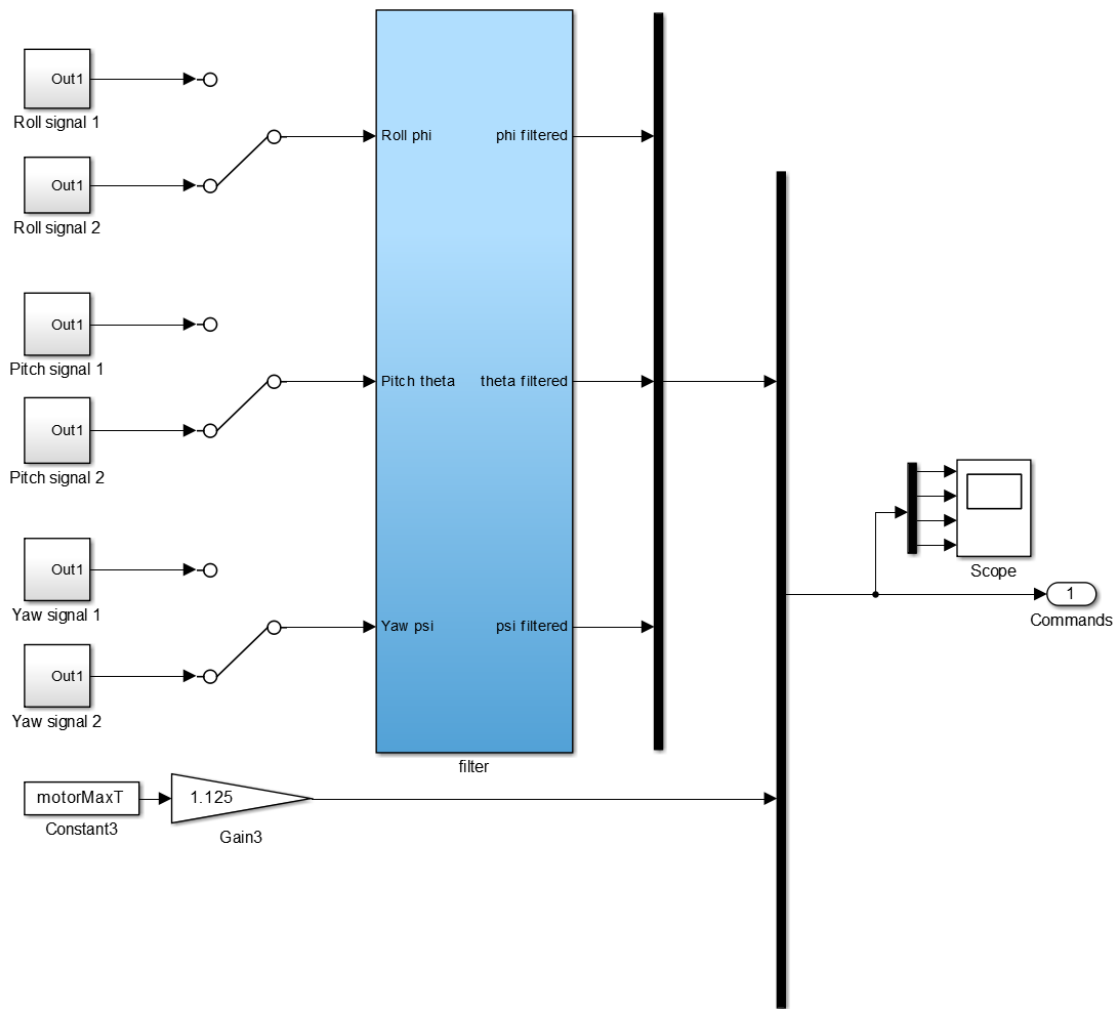 Out1
Roll signal 1
Out1
Roll signal 2
Roll phi
phi filtered
Out1
Pitch signal 1
Out1
Pitch signal 2
Pitch theta
theta filtered
Out1
Yaw signal 1
Out1
Yaw signal 2
Yaw psi
psi filtered
filter
motorMaxT
Constant3
1.125
Gain3
Scope
1
Commands